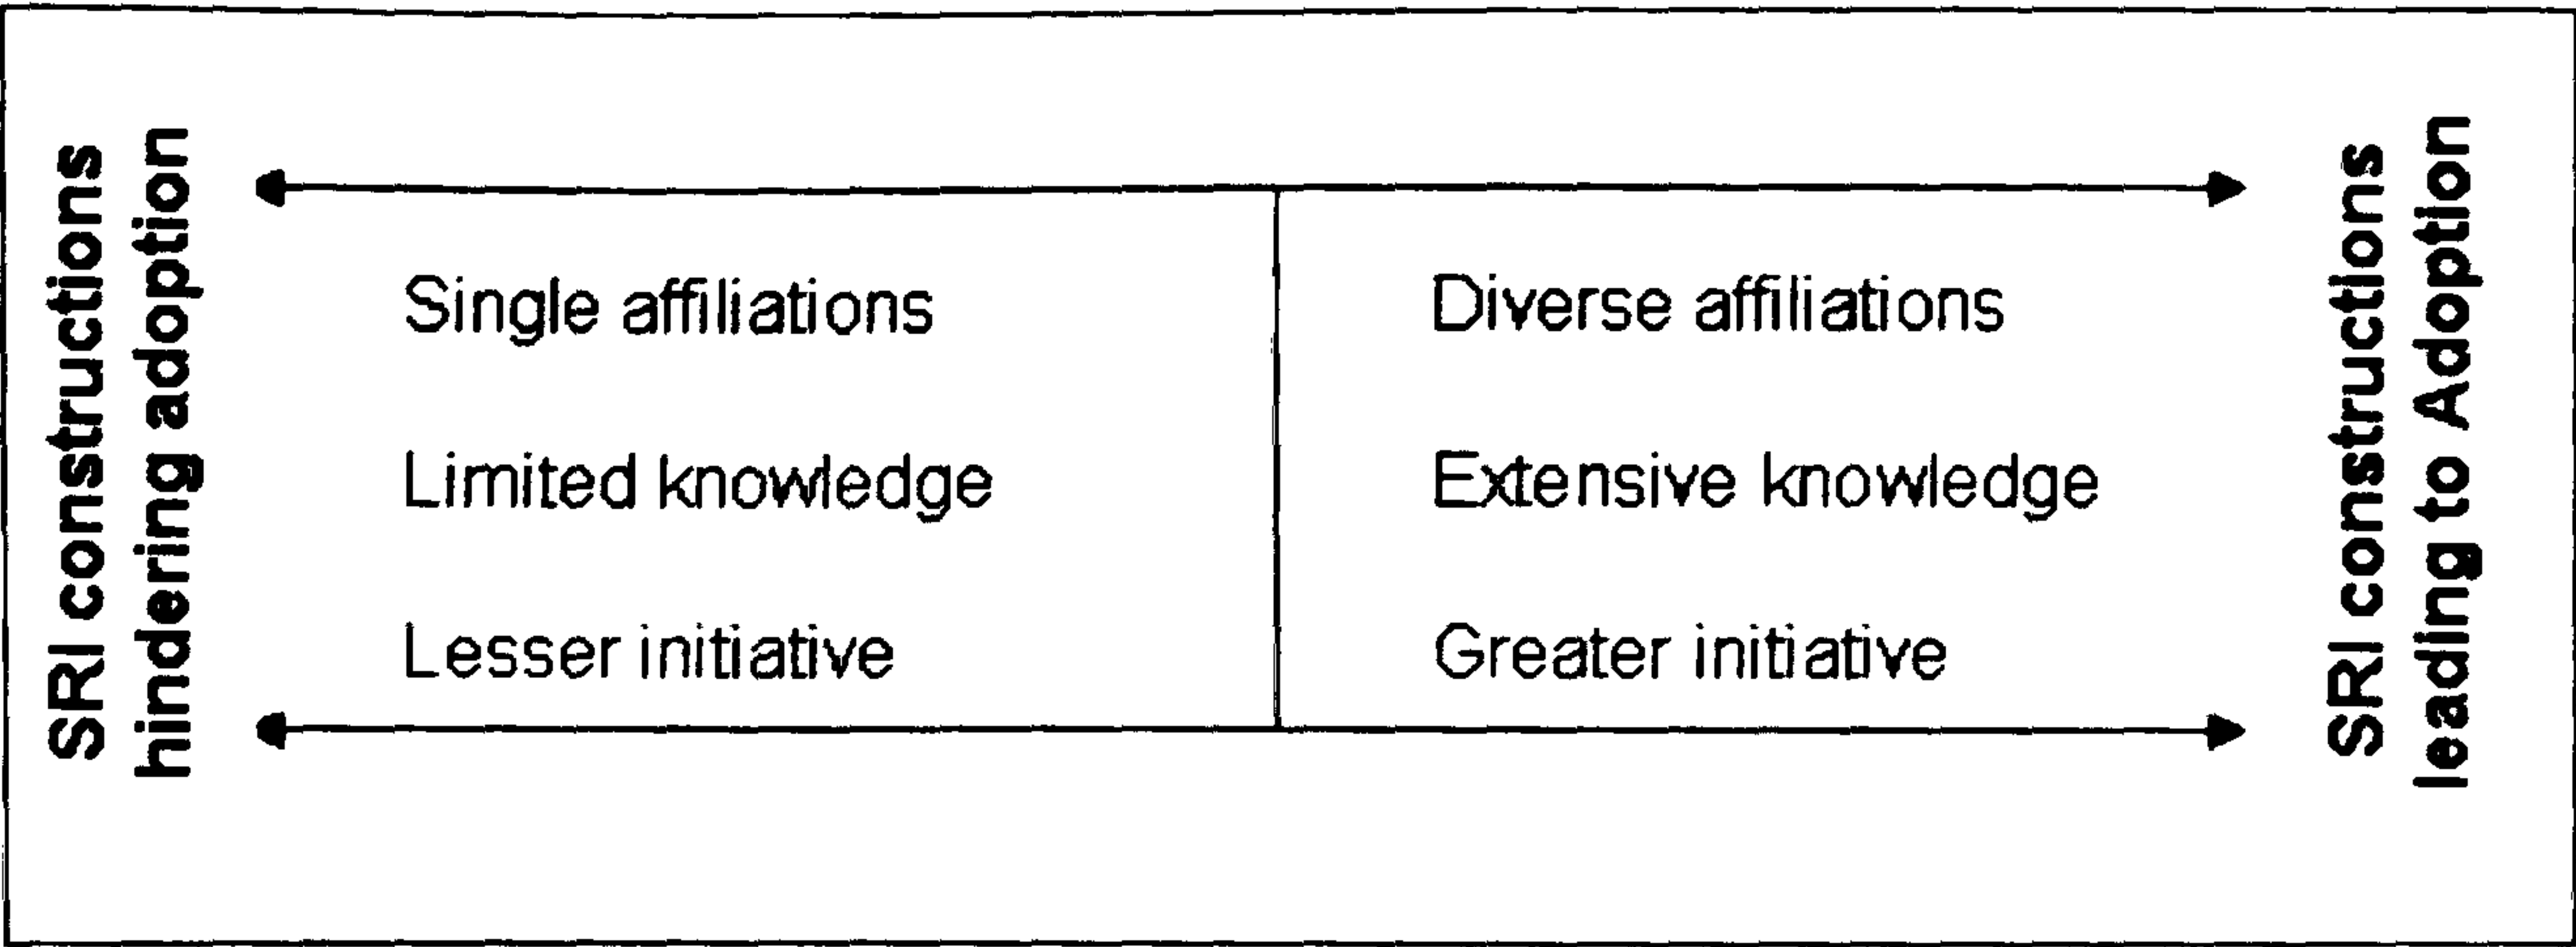 SRI constructions
hindering adoption
Single affiliations
Limited knowledge
Lesser initiative
Diverse affiliations
Extensive knowledge
Greater initiative
SRI constructions
leading to Adoption